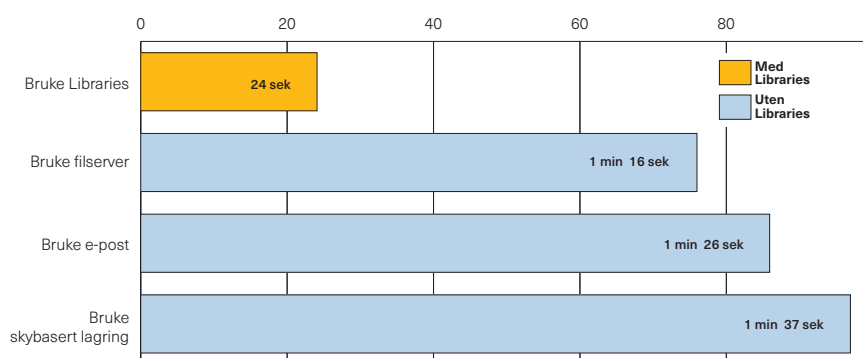 0 20 40 60 80
Bruke Libraries
24 sek
Med
Libraries
Uten
Libraries
Bruke filserver
1 min 16 sek
Bruke e-post
1 min 26 sek
Bruke
skybasert lagring
1 min 37 sek